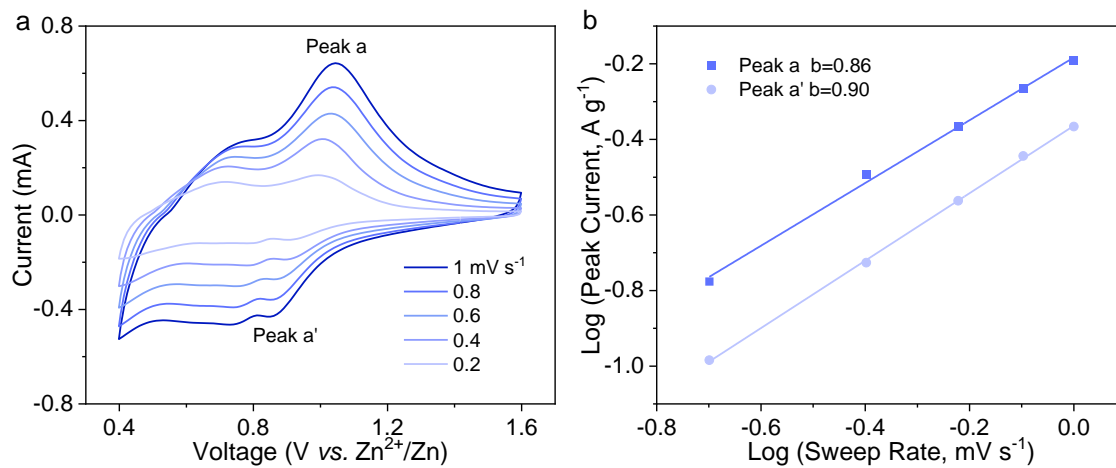 a
0.8
0.4
0.0
-0.4
-0.8
Current (mA)
Peak a
Peak a'
1 mV s⁻¹
0.8
0.6
0.4
0.2
0.4 0.8 1.2 1.6
Voltage (V vs. Zn²⁺/Zn)
b
-0.2
-0.4
-0.6
-0.8
-1.0
Log (Peak Current, A g⁻¹)
Peak a b=0.86
Peak a' b=0.90
-0.8 -0.6 -0.4 -0.2 0.0
Log (Sweep Rate, mV s⁻¹)